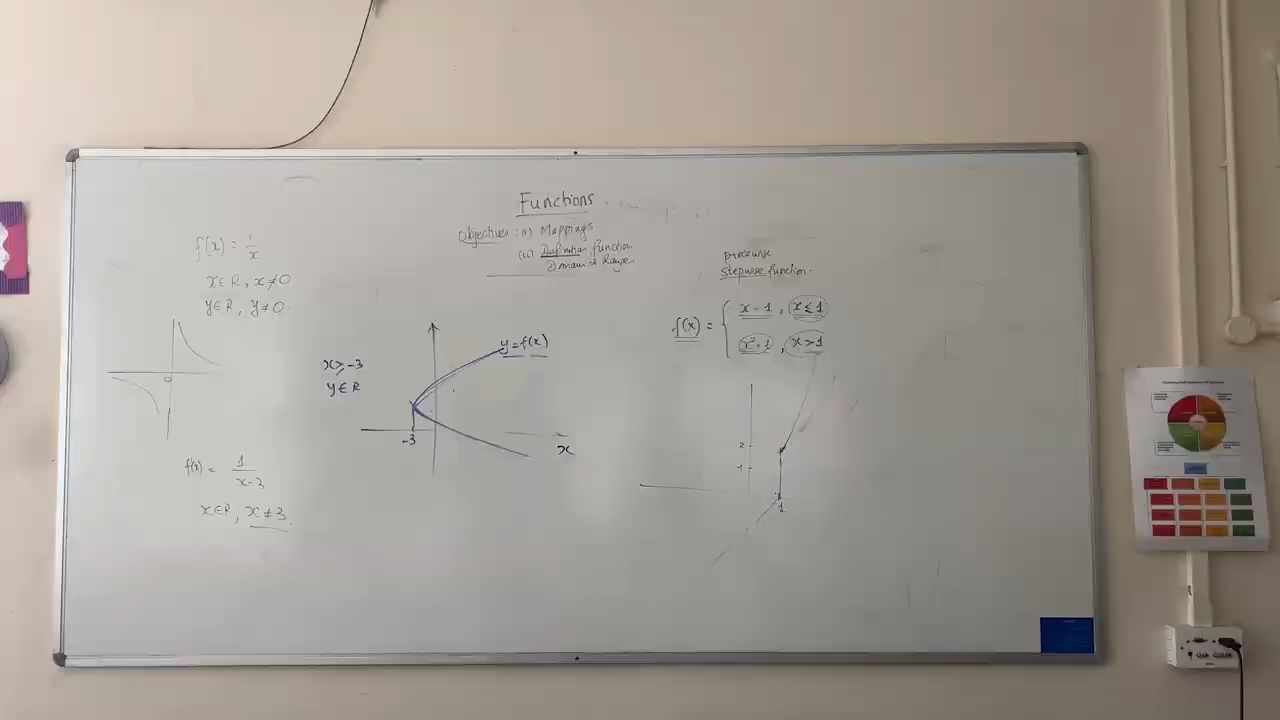 Functions
Objectives: (i) Mappings
(ii) Definition function
Domain & Range
f(x) = 1/x
x ∈ R, x ≠ 0
y ∈ R, y ≠ 0.
0
f(x) = 1/(x-3)
x ∈ R, x ≠ 3.
x ≥ -3
y ∈ R
y = f(x)
-3
x
piecewise
stepwise function.
f(x) = { x - 1, x ≤ 1
x² + 1, x > 1
2
1
1